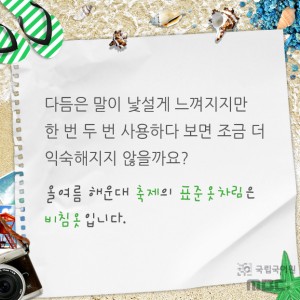 다듬은 말이 낯설게 느껴지지만
한 번 두 번 사용하다 보면 조금 더
익숙해지지 않을까요?
올여름 해운대 축제의 표준옷차림은
비침옷입니다.
국립국어원
MBC